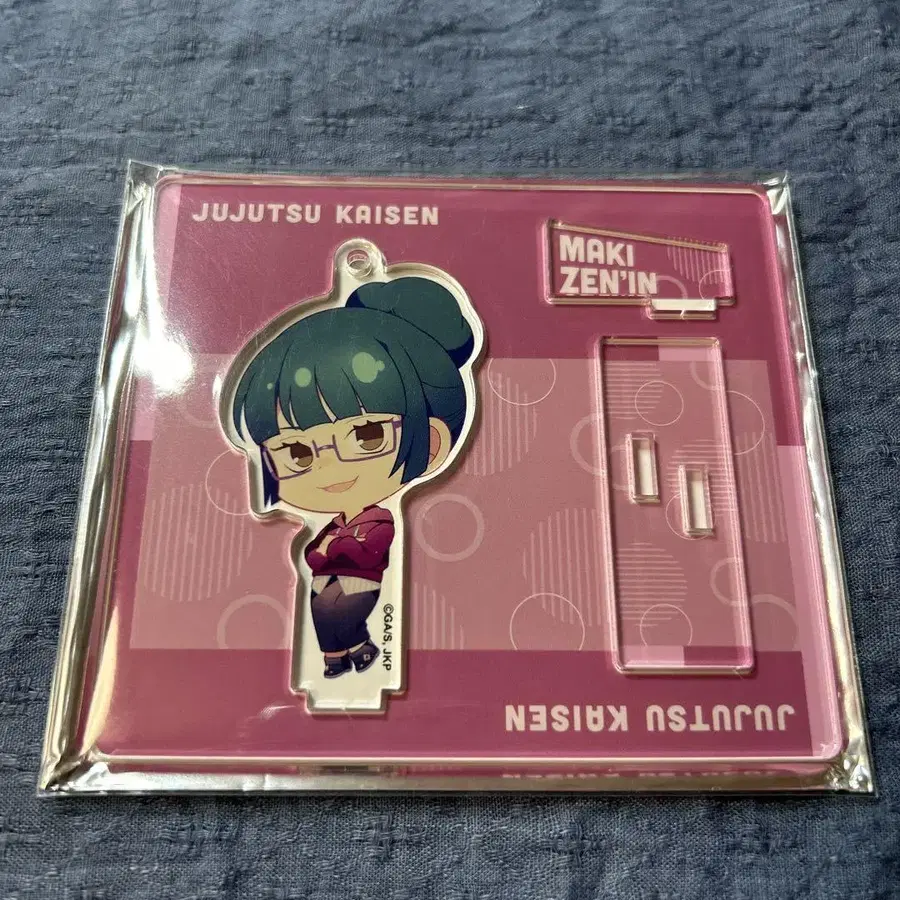 JUJUTSU KAISEN
MAKI
ZEN'IN
©GA/S, JKP
JUJUTSU KAISEN